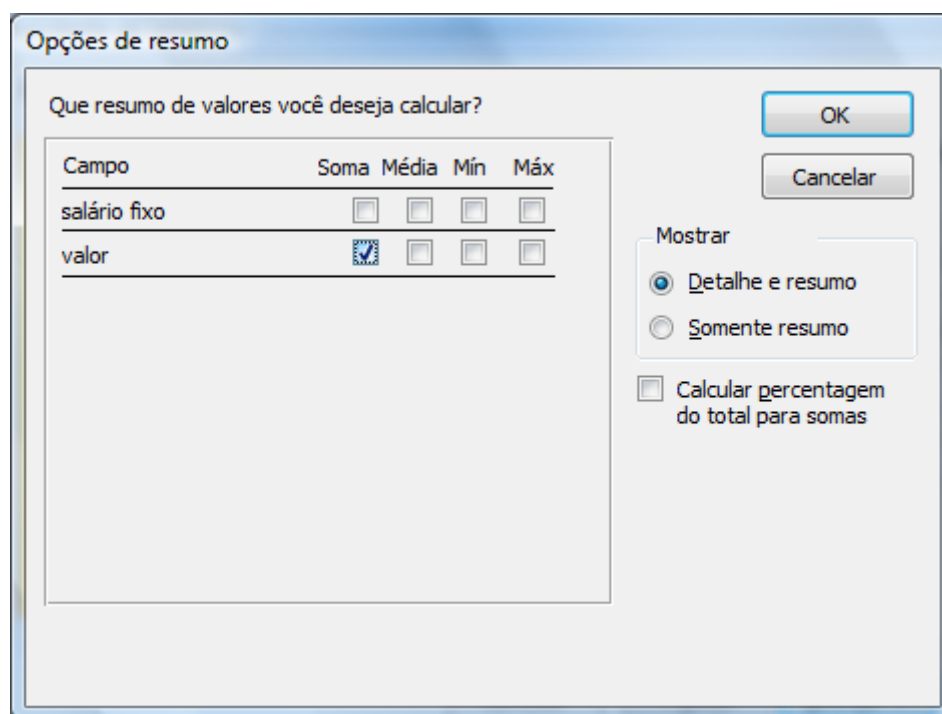 Opções de resumo
Que resumo de valores você deseja calcular?
Campo Soma Média Mín Máx
salário fixo
valor
OK
Cancelar
Mostrar
Detalhe e resumo
Somente resumo
Calcular percentagem
do total para somas